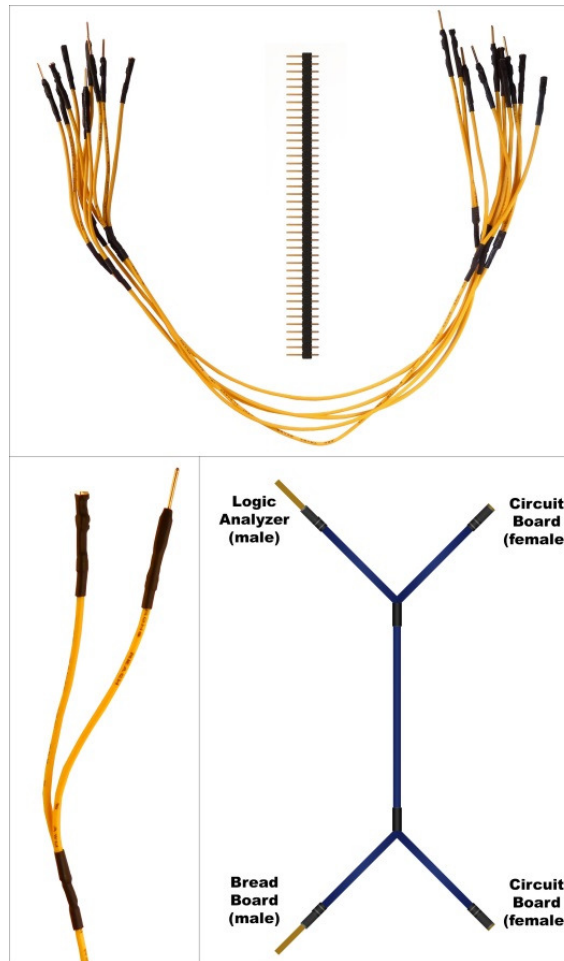 Logic
Analyzer
(male)
Circuit
Board
(female)
Bread
Board
(male)
Circuit
Board
(female)